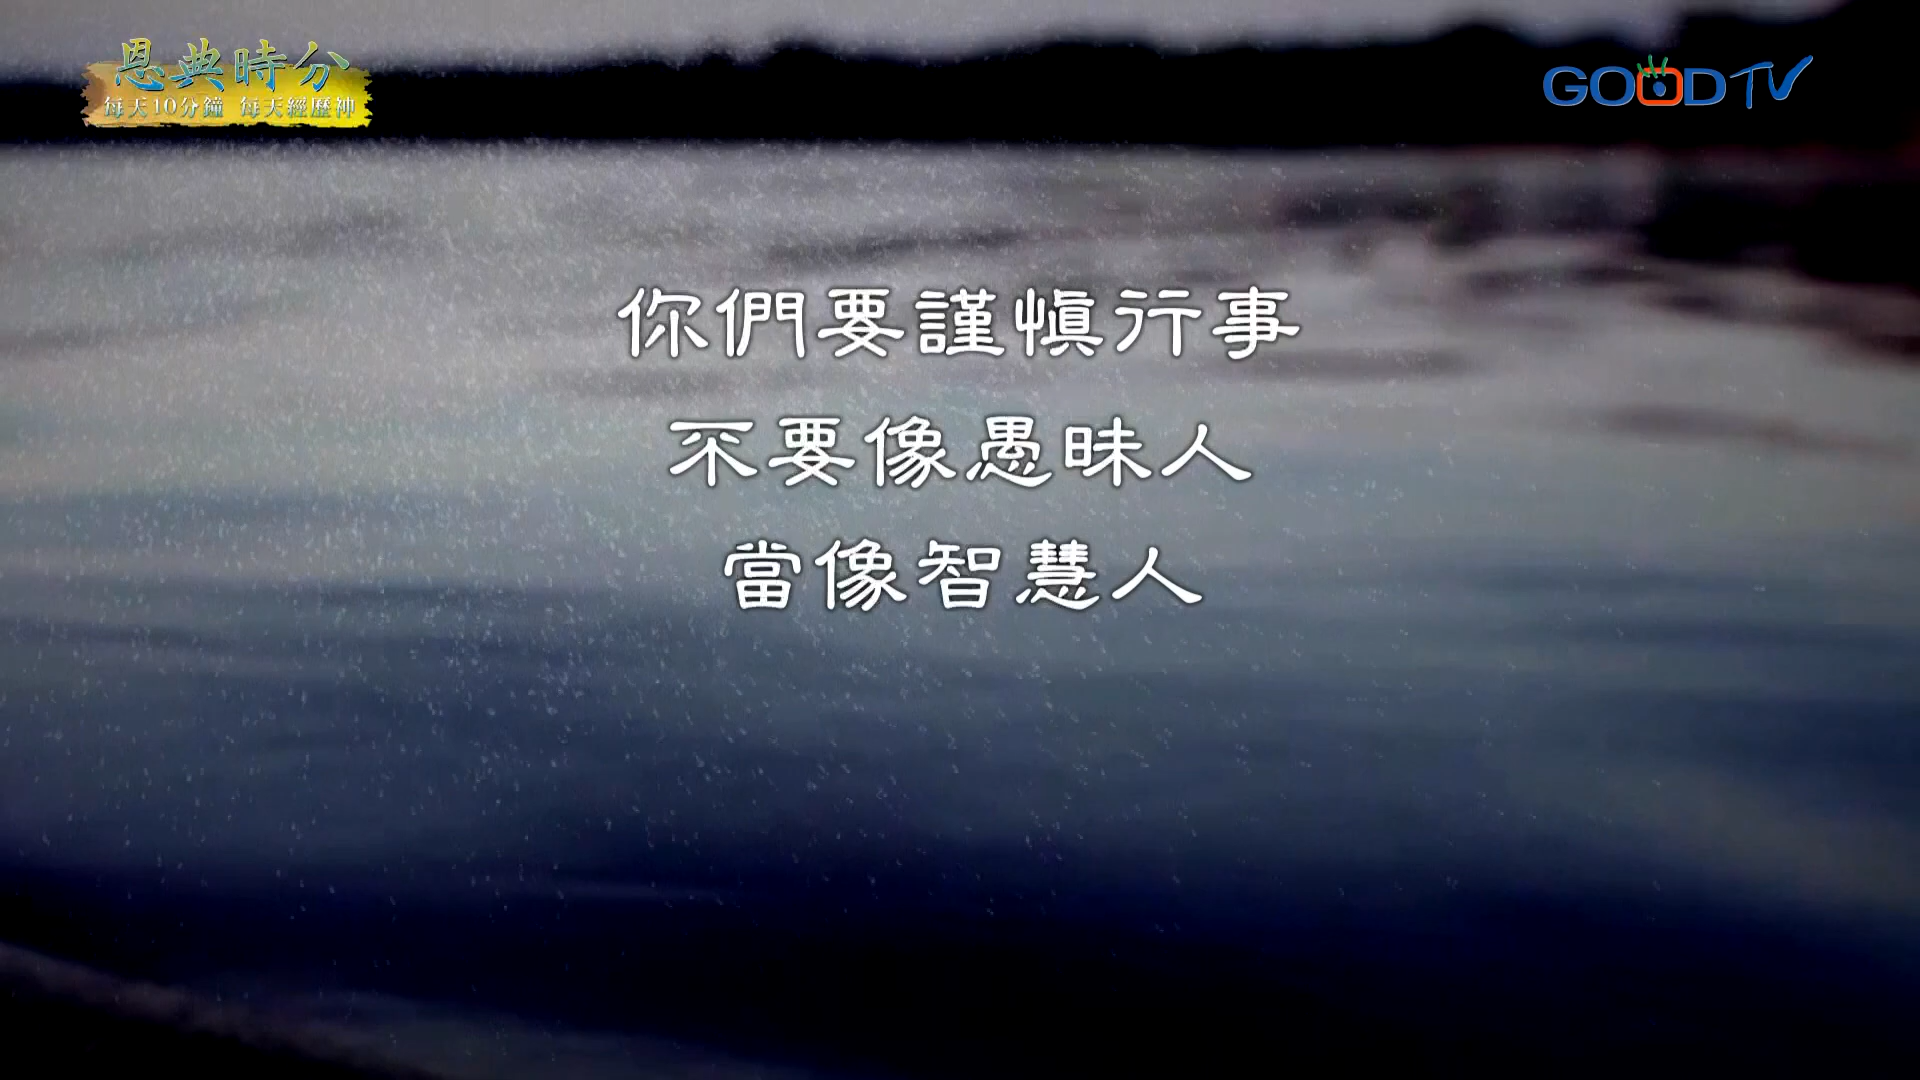 恩典時分
每天10分鐘 每天經歷神
GOODTV
你們要謹慎行事
不要像愚昧人
當像智慧人